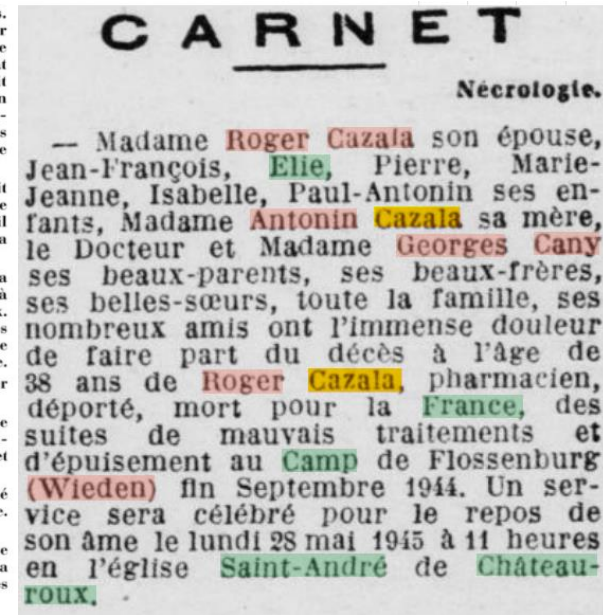 CARNET
Nécrologie.
— Madame Roger Cazala son épouse,
Jean-François, Elie, Pierre, Marie-
Jeanne, Isabelle, Paul-Antonin ses en-
fants, Madame Antonin Cazala sa mère,
le Docteur et Madame Georges Cany
ses beaux-parents, ses beaux-frères,
ses belles-sœurs, toute la famille, ses
nombreux amis ont l'immense douleur
de faire part du décès à l'âge de
38 ans de Roger Cazala, pharmacien,
déporté, mort pour la France, des
suites de mauvais traitements et
d'épuisement au Camp de Flossenburg
(Wieden) fin Septembre 1944. Un ser-
vice sera célébré pour le repos de
son âme le lundi 28 mai 1945 à 11 heures
en l'église Saint-André de Château-
roux.